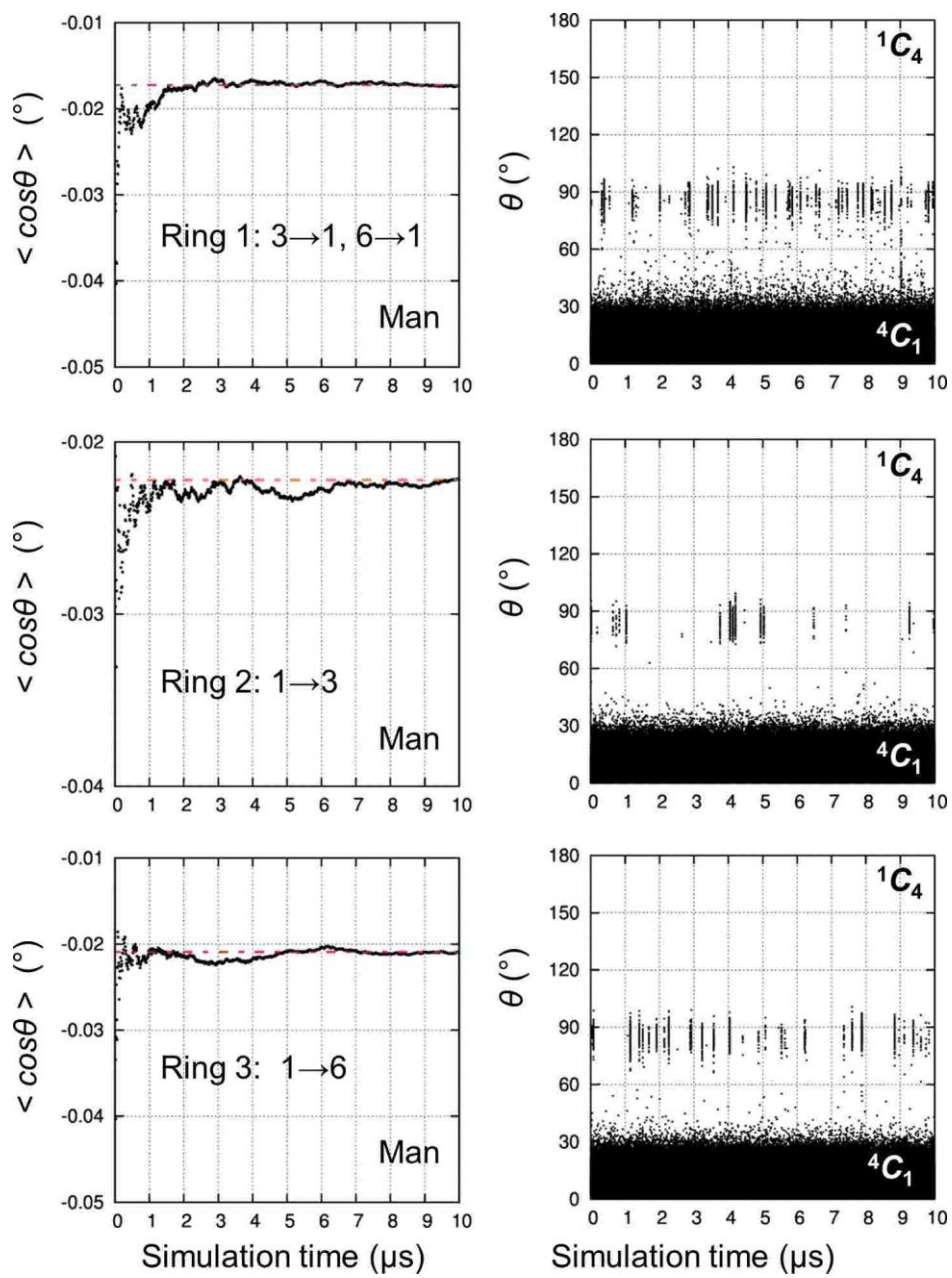 < cosθ > (°)
-0.01
-0.02
-0.03
-0.04
-0.05
Ring 1: 3→1, 6→1
Man
0 1 2 3 4 5 6 7 8 9 10
θ (°)
180
150
120
90
60
30
0
¹C₄
⁴C₁
0 1 2 3 4 5 6 7 8 9 10
< cosθ > (°)
-0.02
-0.03
-0.04
Ring 2: 1→3
Man
0 1 2 3 4 5 6 7 8 9 10
θ (°)
180
150
120
90
60
30
0
¹C₄
⁴C₁
0 1 2 3 4 5 6 7 8 9 10
< cosθ > (°)
-0.01
-0.02
-0.03
-0.04
-0.05
Ring 3: 1→6
Man
0 1 2 3 4 5 6 7 8 9 10
Simulation time (µs)
θ (°)
180
150
120
90
60
30
0
¹C₄
⁴C₁
0 1 2 3 4 5 6 7 8 9 10
Simulation time (µs)